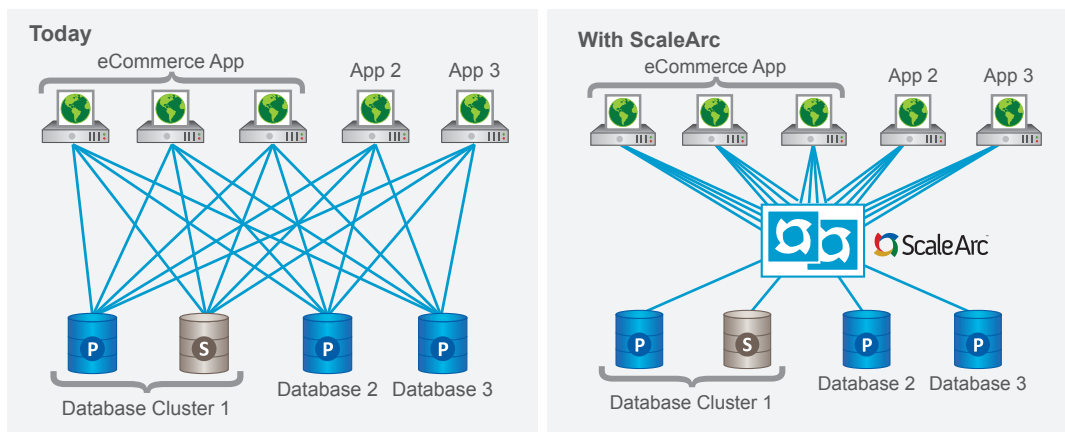 Today
eCommerce App
App 2
App 3
P
S
P
P
Database Cluster 1
Database 2
Database 3
With ScaleArc
eCommerce App
App 2
App 3
ScaleArc
P
S
P
P
Database Cluster 1
Database 2
Database 3